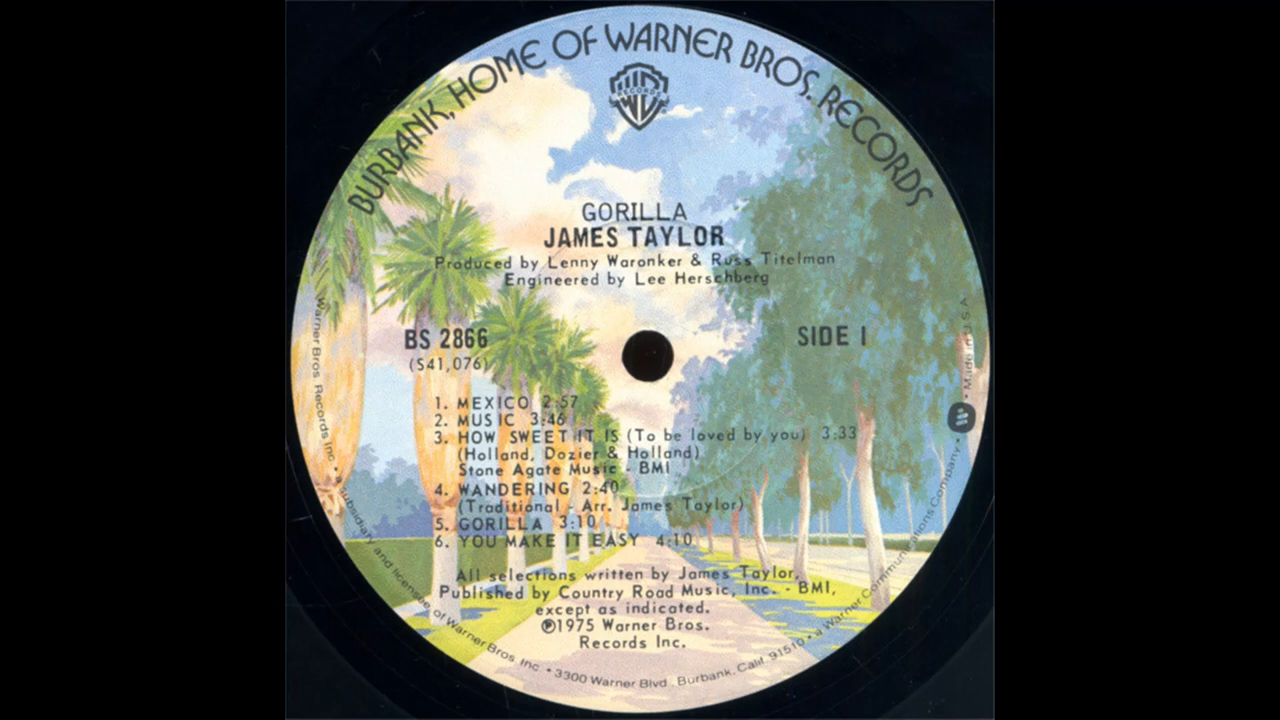 BURBANK, HOME OF WARNER BROS. RECORDS
WB
RECORDS
GORILLA
JAMES TAYLOR
Produced by Lenny Waronker & Russ Titelman
Engineered by Lee Herschberg
BS 2866
SIDE 1
(S41,076)
1. MEXICO 2:57
2. MUSIC 3:46
3. HOW SWEET IT IS (To be loved by you) 3:33
(Holland, Dozier & Holland)
Stone Agate Music - BMI
4. WANDERING 2:40
(Traditional - Arr. James Taylor)
5. GORILLA 3:10
6. YOU MAKE IT EASY 4:10
All selections written by James Taylor,
Published by Country Road Music, Inc. - BMI,
except as indicated.
℗1975 Warner Bros.
Records Inc.
Warner Bros. Records Inc. • a subsidiary and licensee of Warner Bros. Inc. • 3300 Warner Blvd., Burbank, Calif. 91510 • a Warner Communications Company • Made in U.S.A.